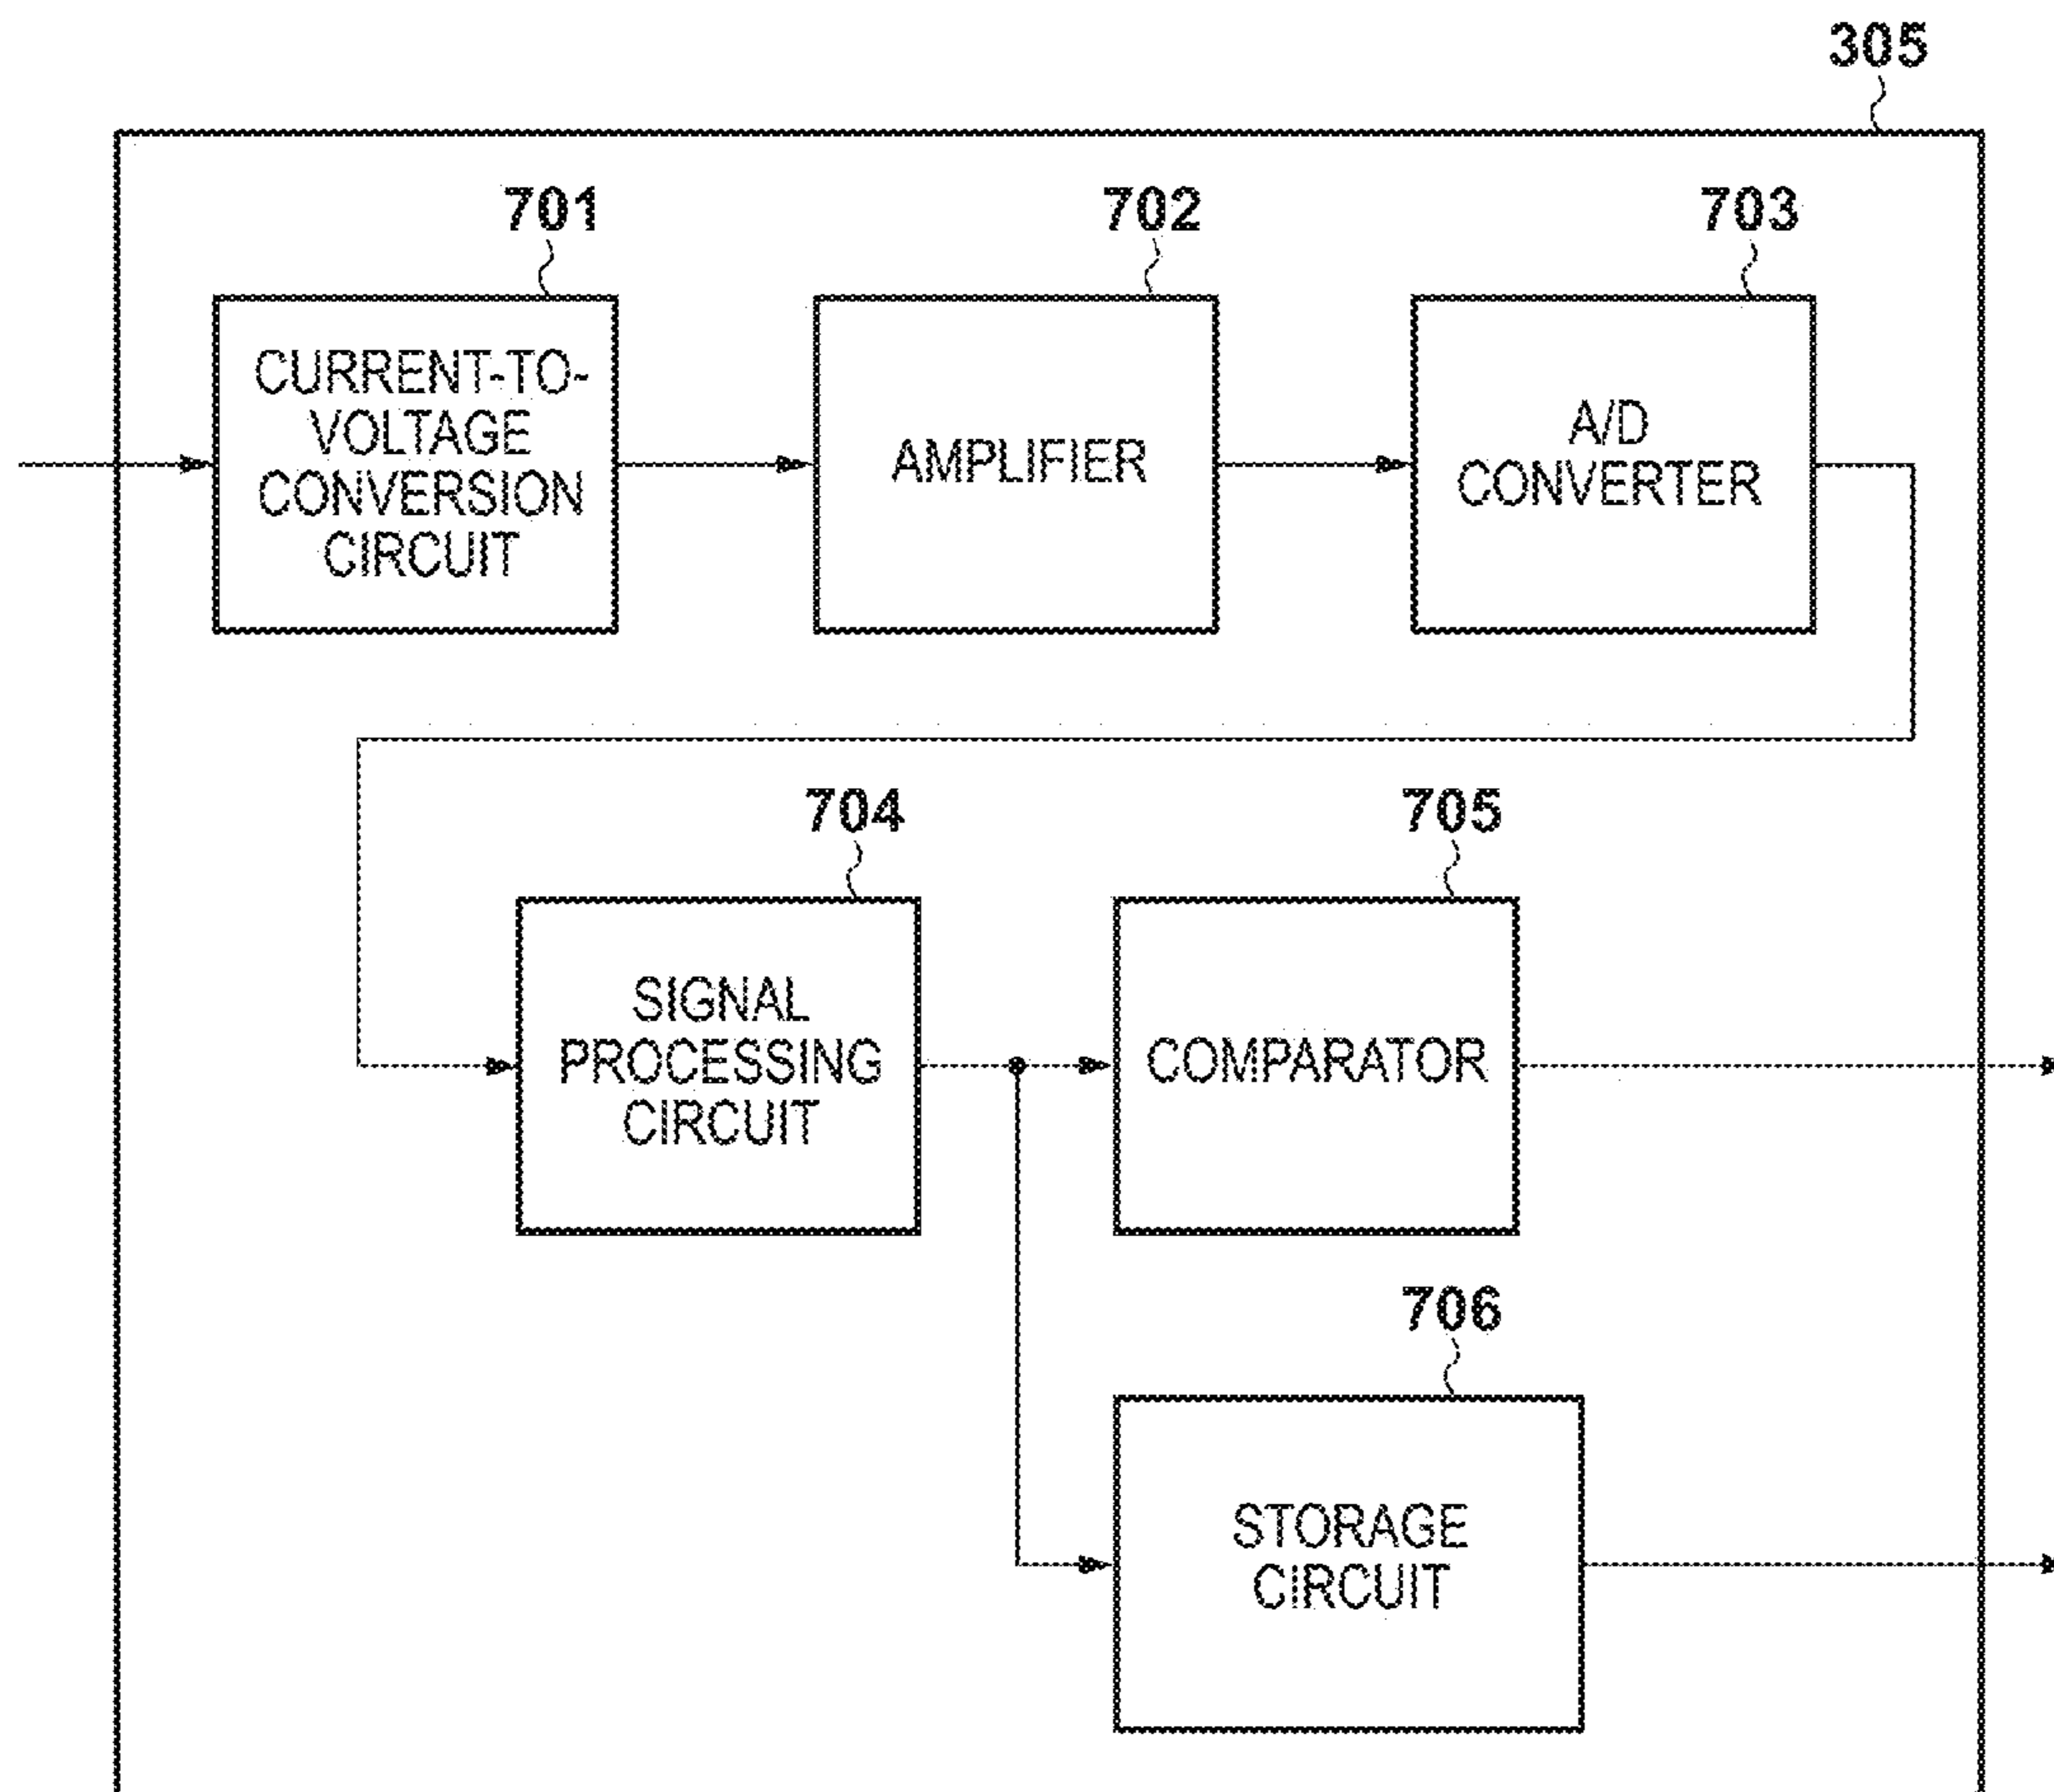 305
701
702
703
CURRENT-TO-
VOLTAGE
CONVERSION
CIRCUIT
AMPLIFIER
A/D
CONVERTER
704
705
SIGNAL
PROCESSING
CIRCUIT
COMPARATOR
706
STORAGE
CIRCUIT